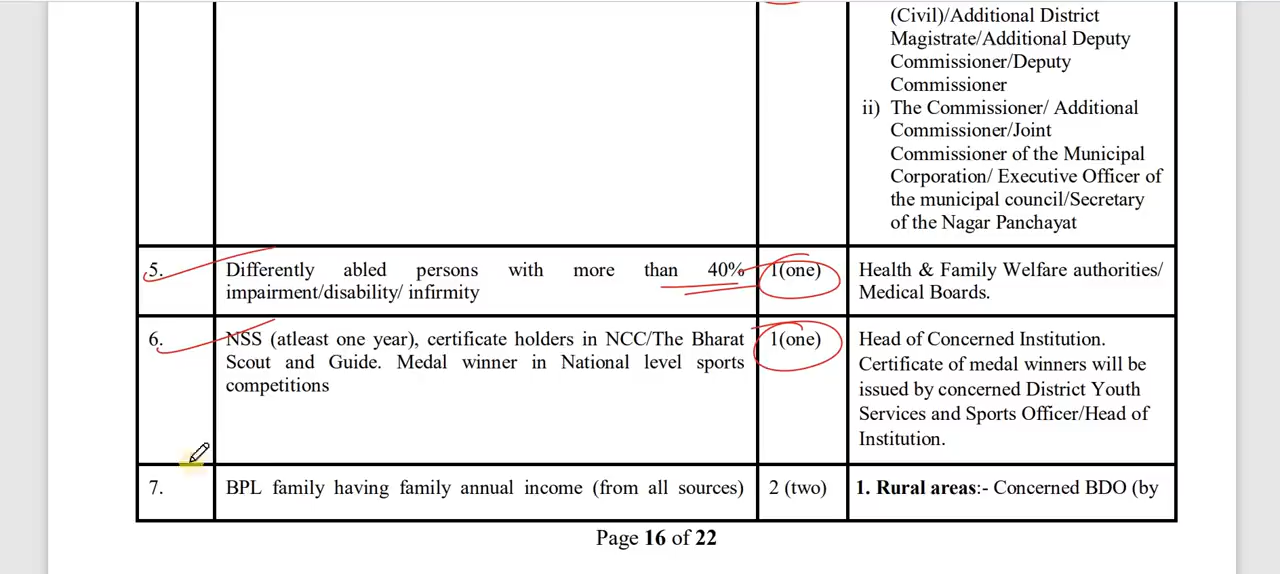 (Civil)/Additional District
Magistrate/Additional Deputy
Commissioner/Deputy
Commissioner
ii) The Commissioner/ Additional
Commissioner/Joint
Commissioner of the Municipal
Corporation/ Executive Officer of
the municipal council/Secretary
of the Nagar Panchayat
5.
Differently abled persons with more than 40%
impairment/disability/ infirmity
1(one)
Health & Family Welfare authorities/
Medical Boards.
6.
NSS (atleast one year), certificate holders in NCC/The Bharat
Scout and Guide. Medal winner in National level sports
competitions
1(one)
Head of Concerned Institution.
Certificate of medal winners will be
issued by concerned District Youth
Services and Sports Officer/Head of
Institution.
7.
BPL family having family annual income (from all sources)
2 (two)
1. Rural areas:- Concerned BDO (by
Page 16 of 22